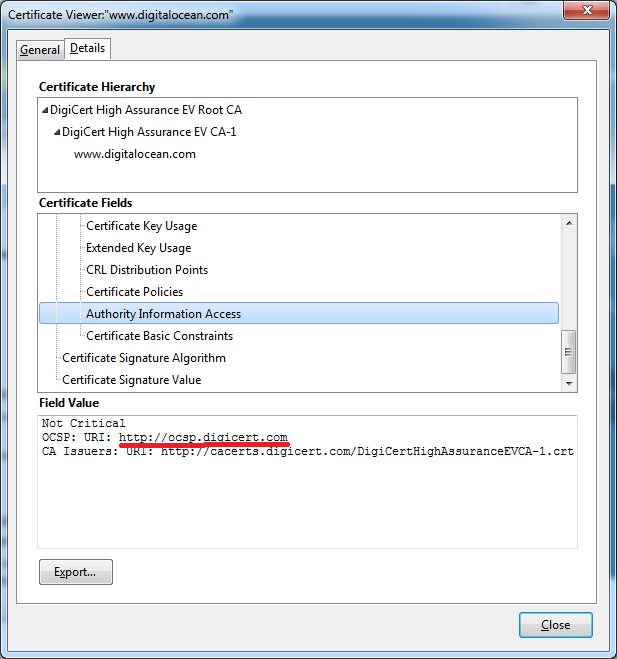 Certificate Viewer:"www.digitalocean.com"
General
Details
Certificate Hierarchy
DigiCert High Assurance EV Root CA
DigiCert High Assurance EV CA-1
www.digitalocean.com
Certificate Fields
Certificate Key Usage
Extended Key Usage
CRL Distribution Points
Certificate Policies
Authority Information Access
Certificate Basic Constraints
Certificate Signature Algorithm
Certificate Signature Value
Field Value
Not Critical
OCSP: URI: http://ocsp.digicert.com
CA Issuers: URI: http://cacerts.digicert.com/DigiCertHighAssuranceEVCA-1.crt
Export...
Close